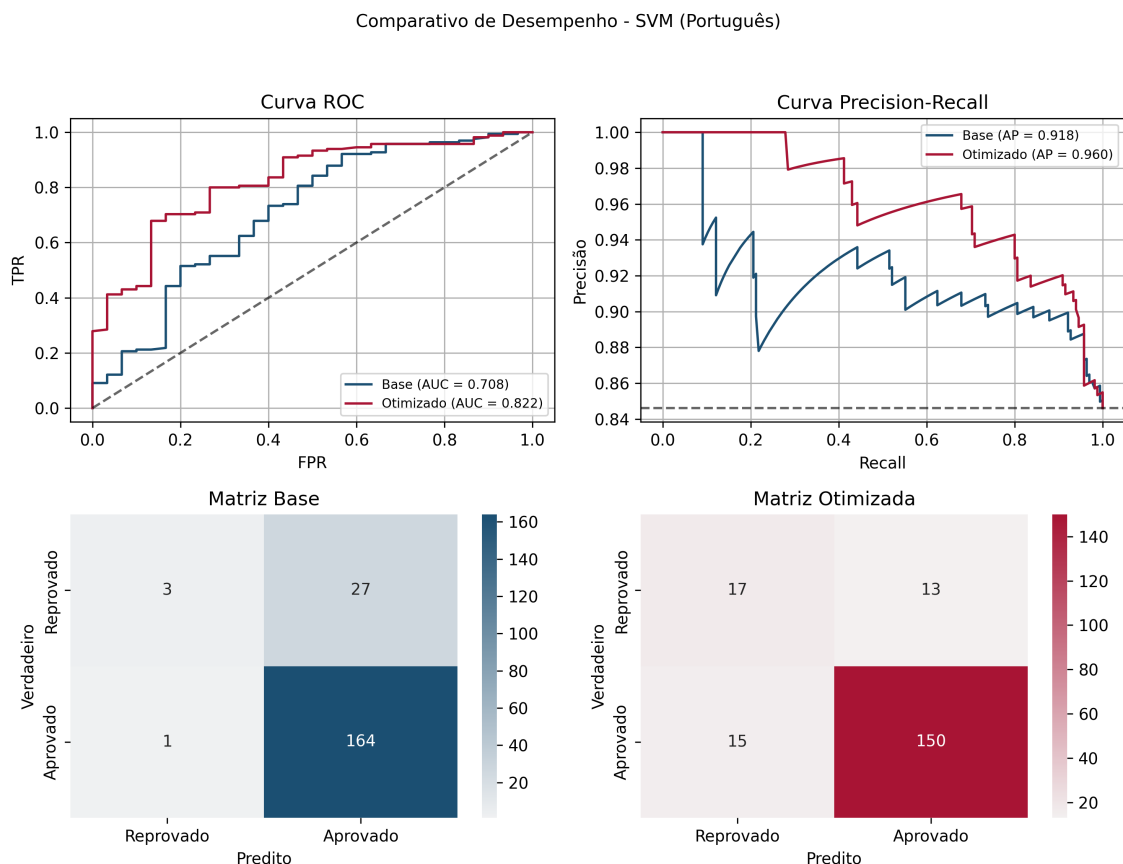 Comparativo de Desempenho - SVM (Português)
Curva ROC
1.0
0.8
0.6
0.4
0.2
0.0
TPR
Base (AUC = 0.708)
Otimizado (AUC = 0.822)
0.0 0.2 0.4 0.6 0.8 1.0
FPR
Curva Precision-Recall
1.00
0.98
0.96
0.94
0.92
0.90
0.88
0.86
0.84
Precisão
Base (AP = 0.918)
Otimizado (AP = 0.960)
0.0 0.2 0.4 0.6 0.8 1.0
Recall
Matriz Base
Verdadeiro
Reprovado
Aprovado
3 27
1 164
Reprovado Aprovado
Predito
160
140
120
100
80
60
40
20
Matriz Otimizada
Verdadeiro
Reprovado
Aprovado
17 13
15 150
Reprovado Aprovado
Predito
140
120
100
80
60
40
20